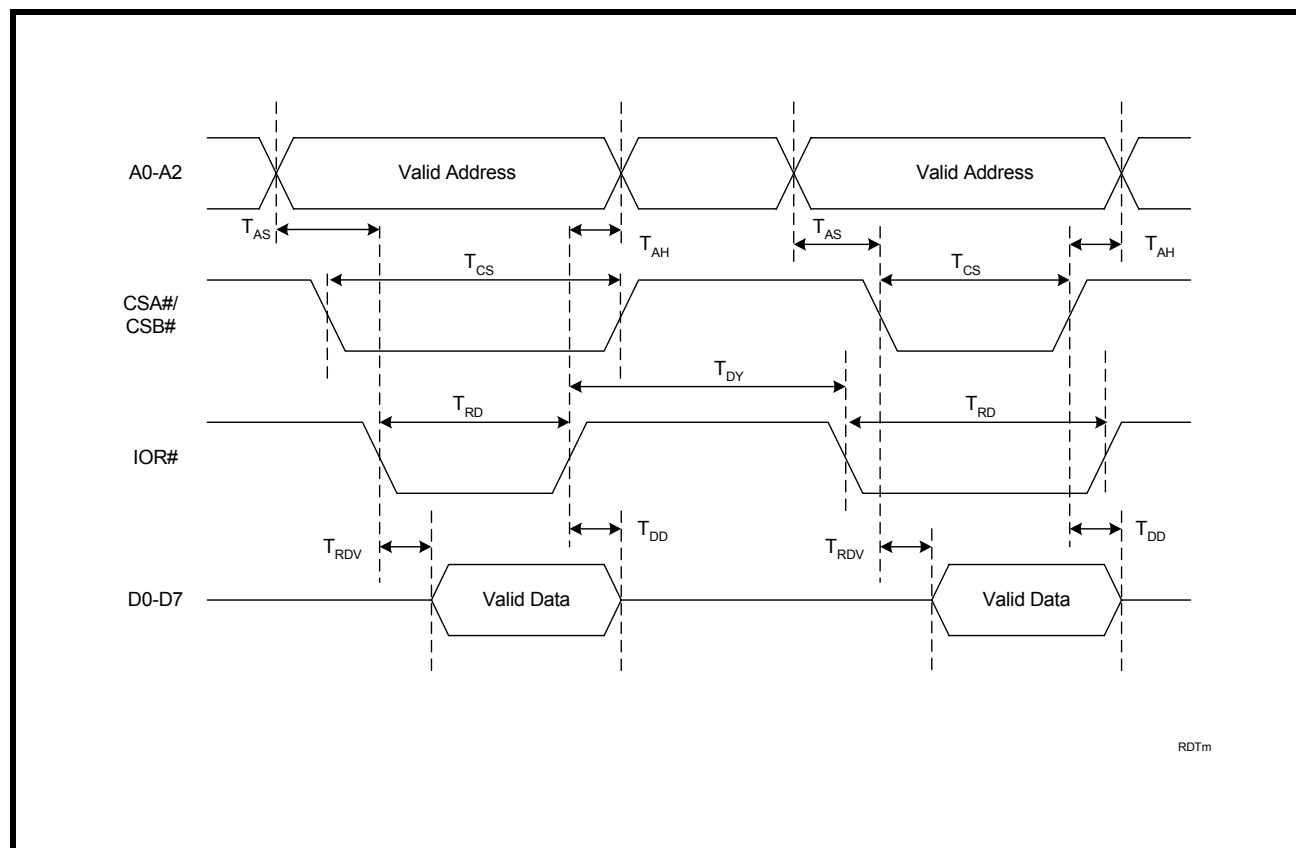 A0-A2
Valid Address
Valid Address
TAS
TAH
TAS
TAH
TCS
TCS
CSA#/
CSB#
TDY
TRD
TRD
IOR#
TRDV
TDD
TRDV
TDD
D0-D7
Valid Data
Valid Data
RDTm